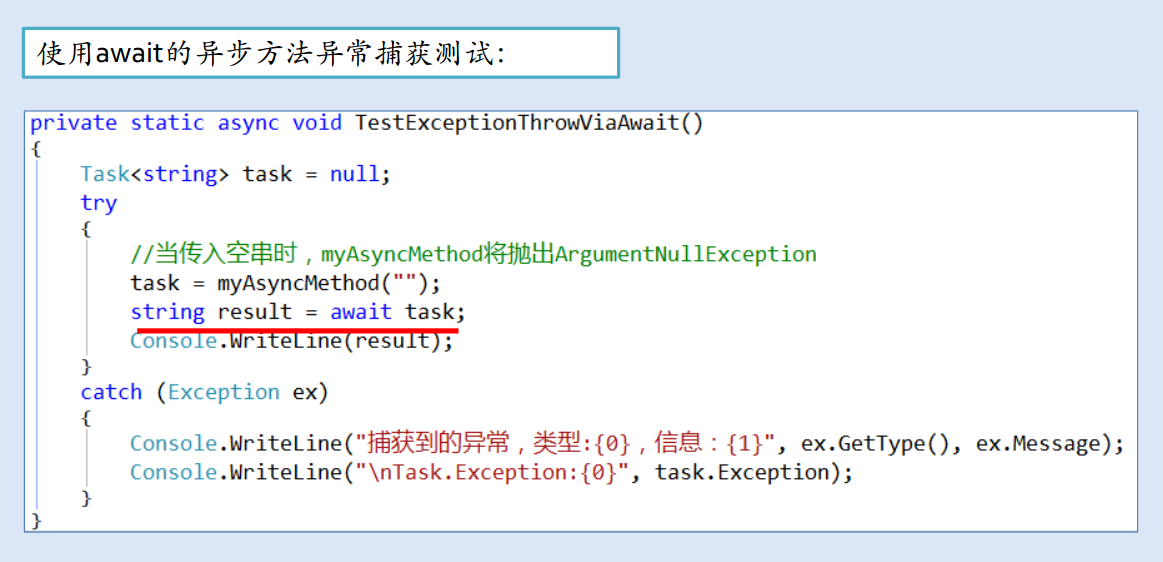 使用await的异步方法异常捕获测试:
private static async void TestExceptionThrowViaAwait()
{
Task<string> task = null;
try
{
//当传入空串时，myAsyncMethod将抛出ArgumentNullException
task = myAsyncMethod("");
string result = await task;
Console.WriteLine(result);
}
catch (Exception ex)
{
Console.WriteLine("捕获到的异常，类型:{0}，信息：{1}", ex.GetType(), ex.Message);
Console.WriteLine("\nTask.Exception:{0}", task.Exception);
}
}